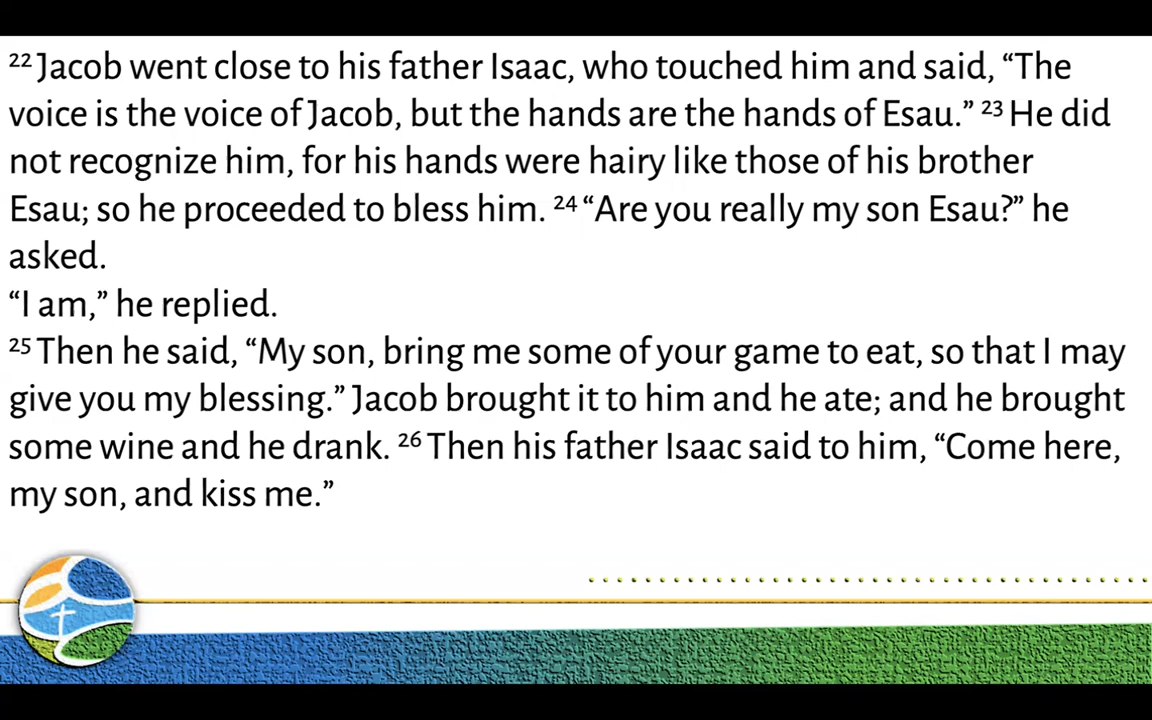 ²²Jacob went close to his father Isaac, who touched him and said, “The
voice is the voice of Jacob, but the hands are the hands of Esau.” ²³He did
not recognize him, for his hands were hairy like those of his brother
Esau; so he proceeded to bless him. ²⁴“Are you really my son Esau?” he
asked.
“I am,” he replied.
²⁵Then he said, “My son, bring me some of your game to eat, so that I may
give you my blessing.” Jacob brought it to him and he ate; and he brought
some wine and he drank. ²⁶Then his father Isaac said to him, “Come here,
my son, and kiss me.”